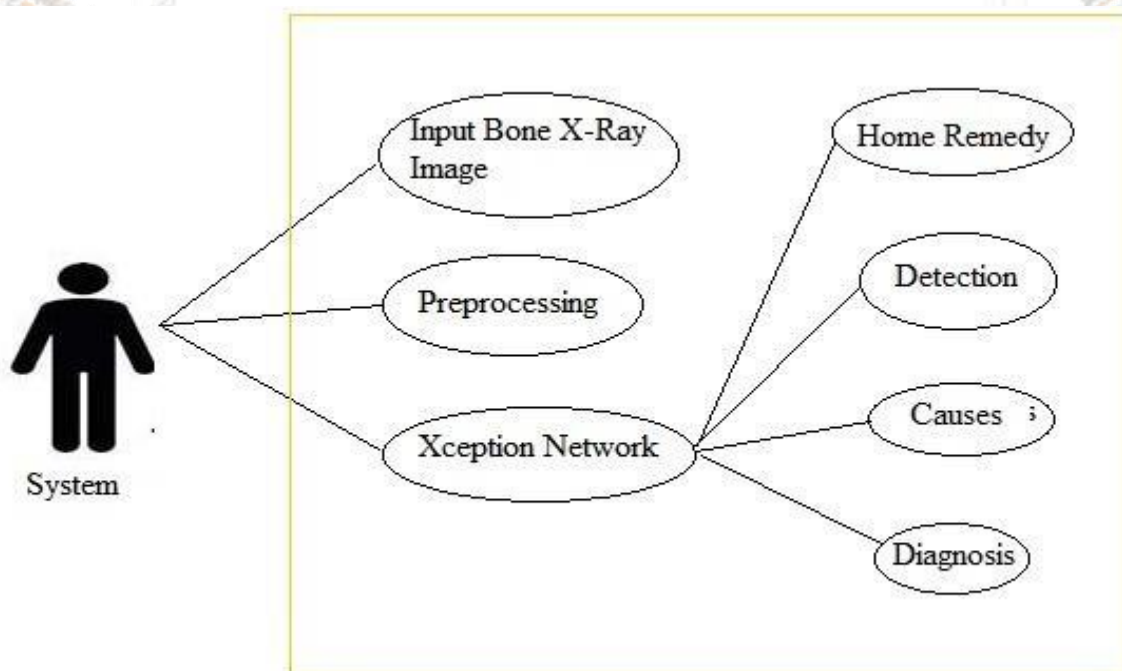 Input Bone X-Ray
Image
Home Remedy
Preprocessing
Detection
Xception Network
Causes s
System
Diagnosis